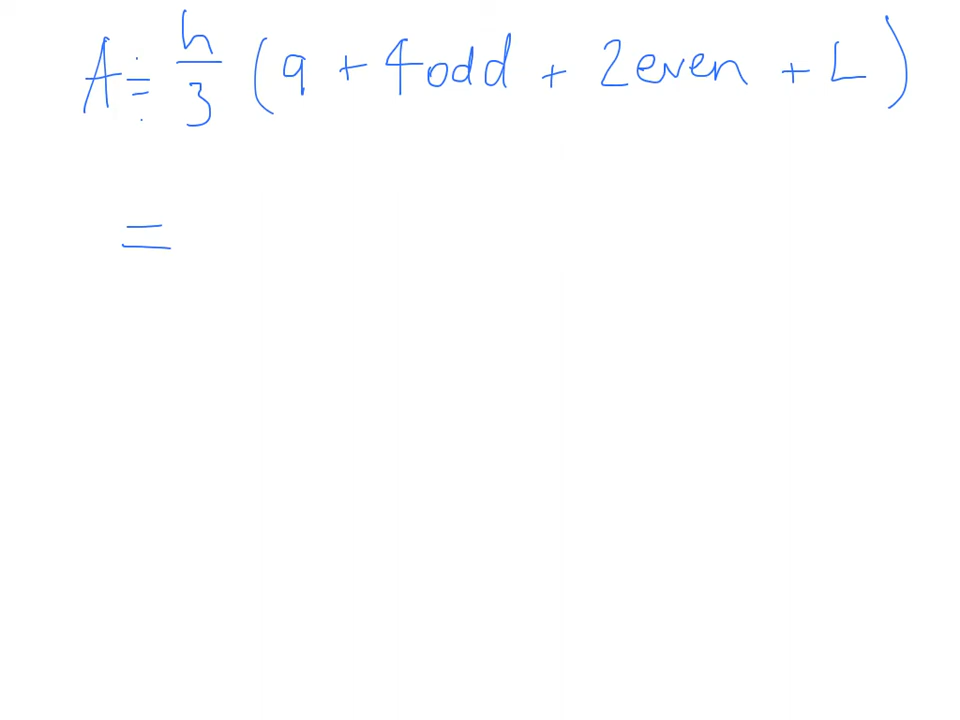 A ≑ h/3 (a + 4odd + 2even + L)
=